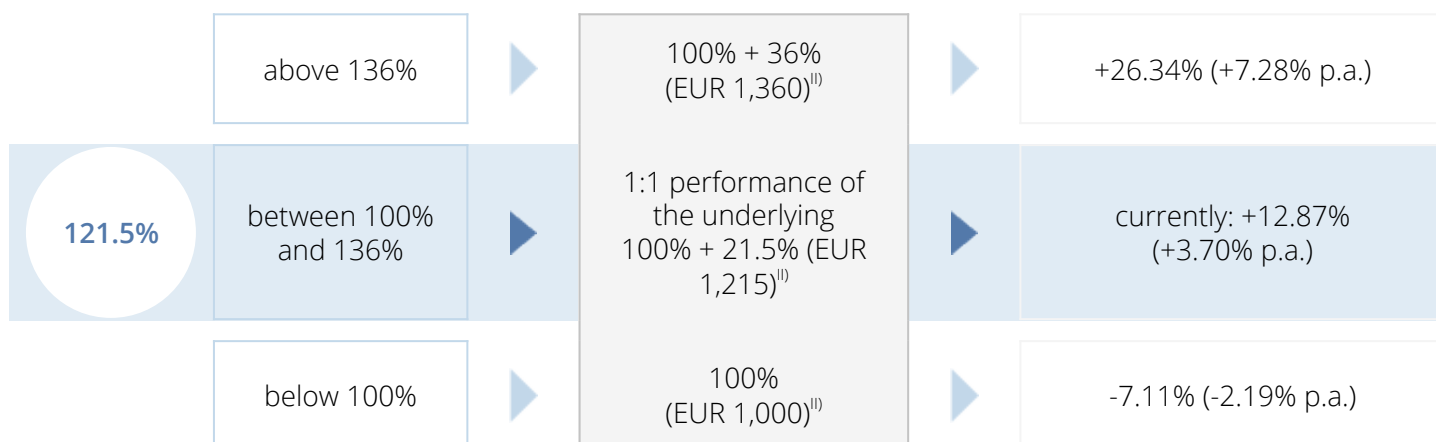 above 136%
100% + 36%
(EUR 1,360)II)
+26.34% (+7.28% p.a.)
121.5%
between 100%
and 136%
1:1 performance of
the underlying
100% + 21.5% (EUR
1,215)II)
currently: +12.87%
(+3.70% p.a.)
below 100%
100%
(EUR 1,000)II)
-7.11% (-2.19% p.a.)